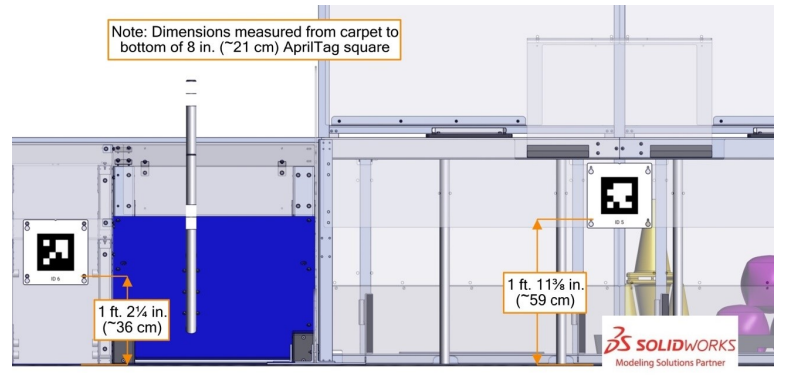 Note: Dimensions measured from carpet to
bottom of 8 in. (~21 cm) AprilTag square
ID 6
ID 5
1 ft. 2¼ in.
(~36 cm)
1 ft. 11⅜ in.
(~59 cm)
SOLIDWORKS
Modeling Solutions Partner